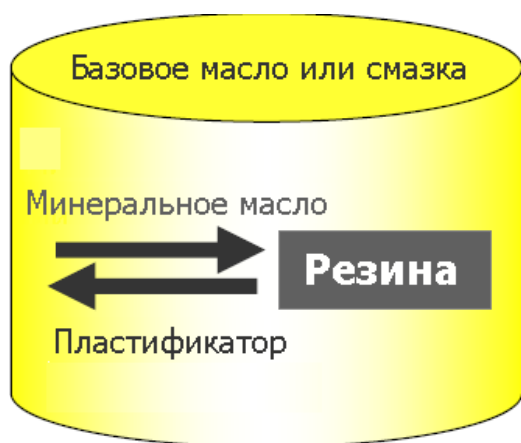 Базовое масло или смазка
Минеральное масло
Резина
Пластификатор